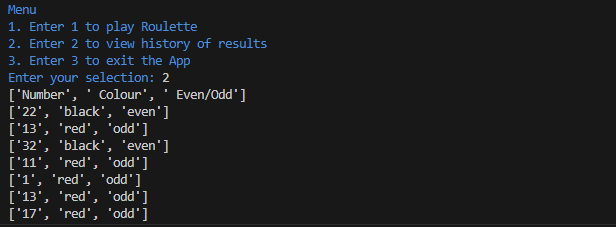 Menu
1. Enter 1 to play Roulette
2. Enter 2 to view history of results
3. Enter 3 to exit the App
Enter your selection: 2
['Number', ' Colour', ' Even/Odd']
['22', 'black', 'even']
['13', 'red', 'odd']
['32', 'black', 'even']
['11', 'red', 'odd']
['1', 'red', 'odd']
['13', 'red', 'odd']
['17', 'red', 'odd']